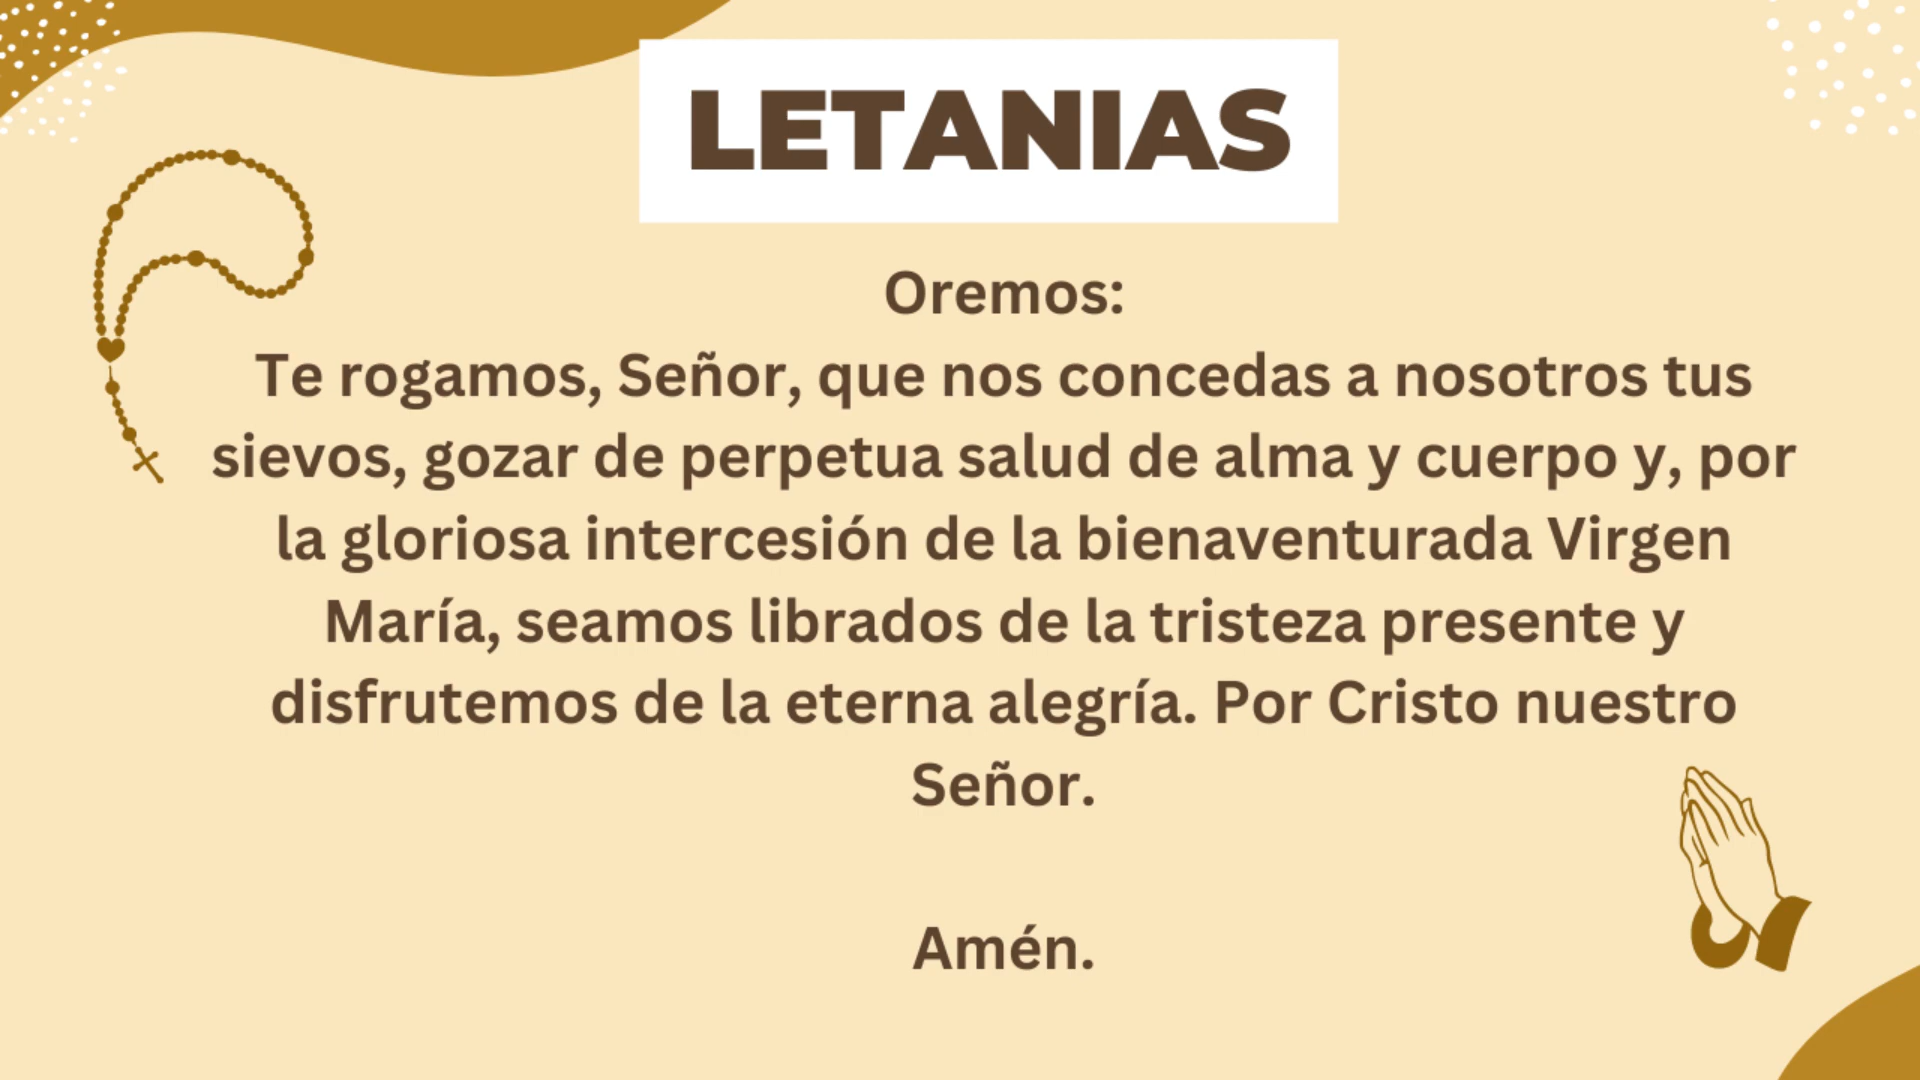 LETANIAS
Oremos:
Te rogamos, Señor, que nos concedas a nosotros tus
sievos, gozar de perpetua salud de alma y cuerpo y, por
la gloriosa intercesión de la bienaventurada Virgen
María, seamos librados de la tristeza presente y
disfrutemos de la eterna alegría. Por Cristo nuestro
Señor.
Amén.